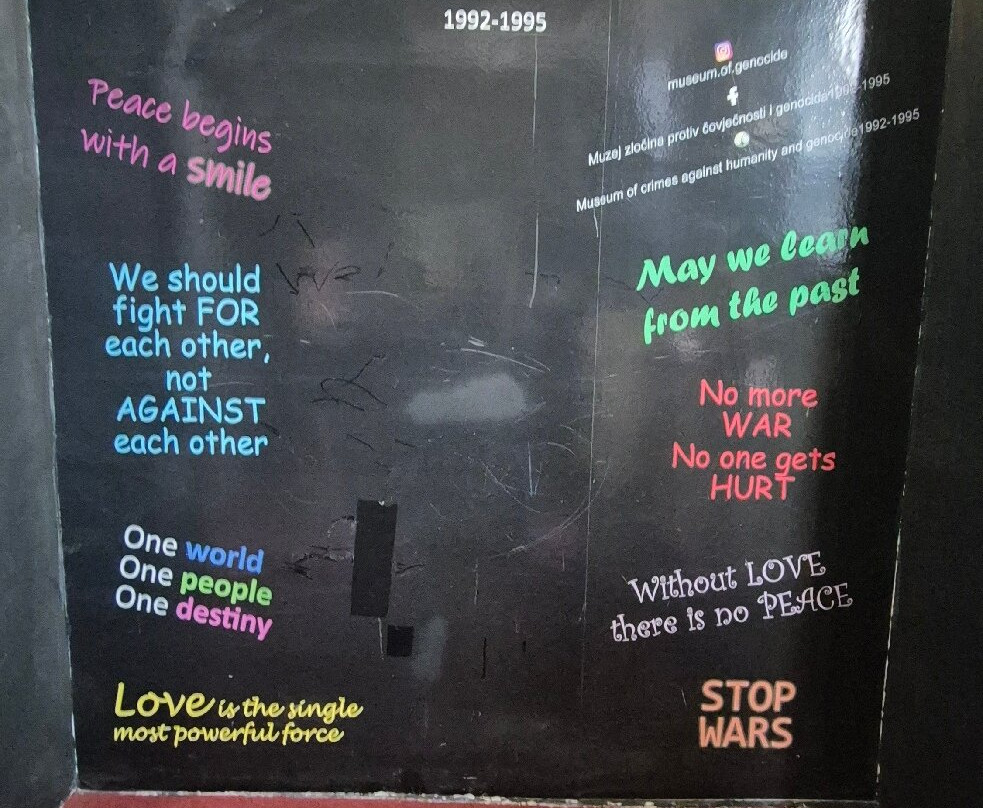 1992-1995
museum.of.genocide
Muzej zločina protiv čovječnosti i genocida 1992-1995
Museum of crimes against humanity and genocide 1992-1995
Peace begins
with a smile
We should
fight FOR
each other,
not
AGAINST
each other
One world
One people
One destiny
Love is the single
most powerful force
May we learn
from the past
No more
WAR
No one gets
HURT
Without LOVE
there is no PEACE
STOP
WARS